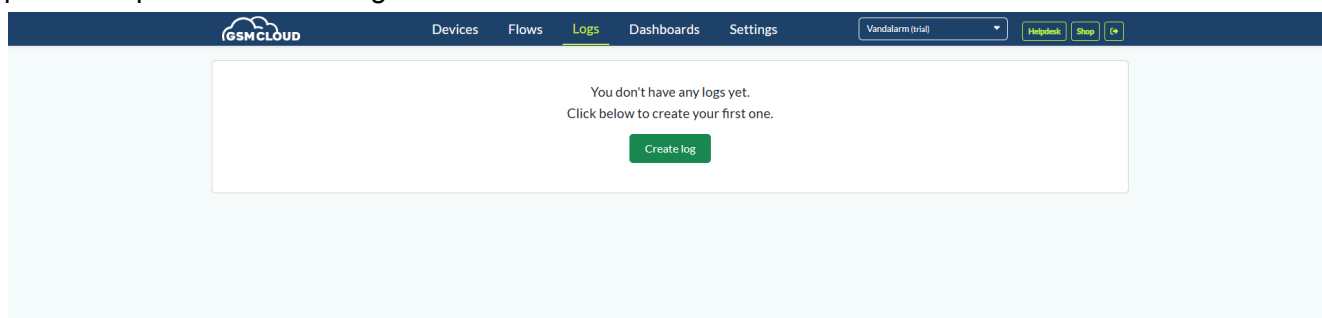 GSMCLOUD Devices Flows Logs Dashboards Settings Vandalarm (trial) Helpdesk Shop
You don't have any logs yet.
Click below to create your first one.
Create log